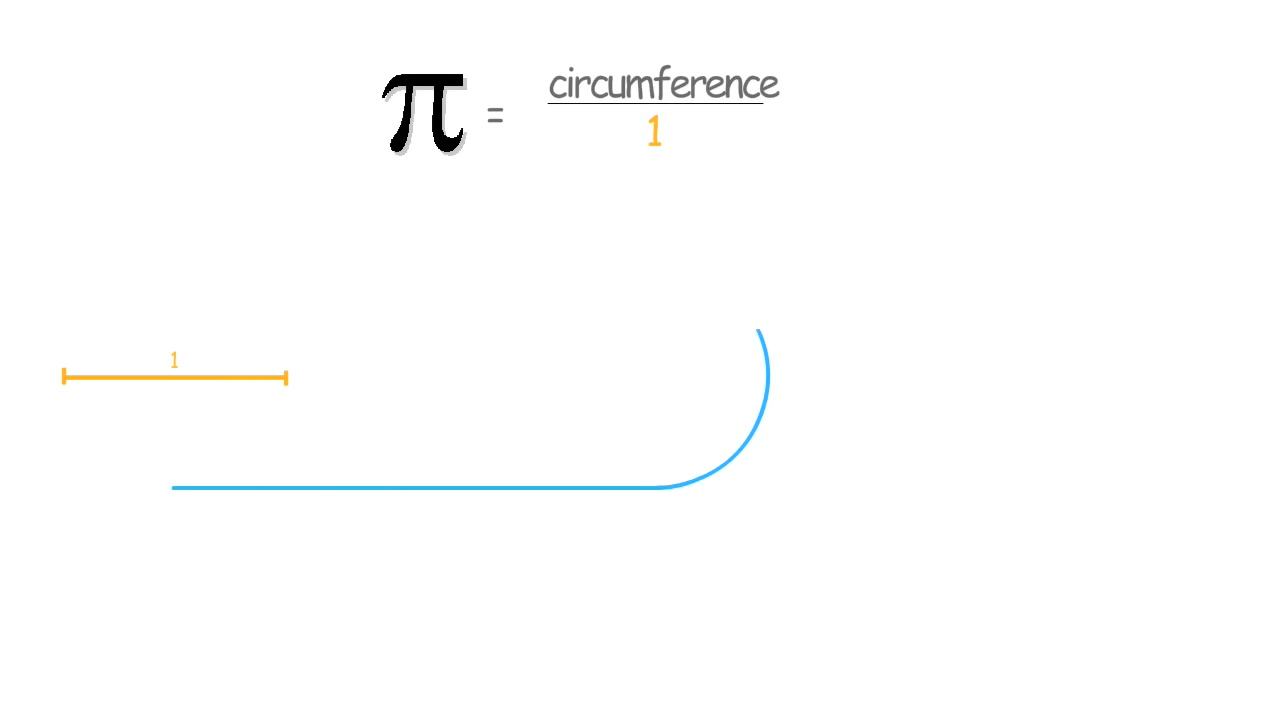 π = circumference
1
1